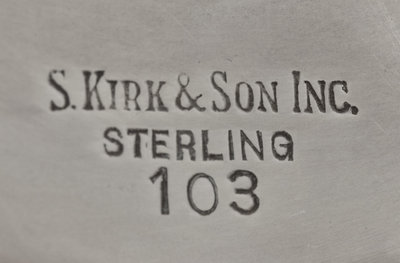 S. KIRK & SON INC.
STERLING
103